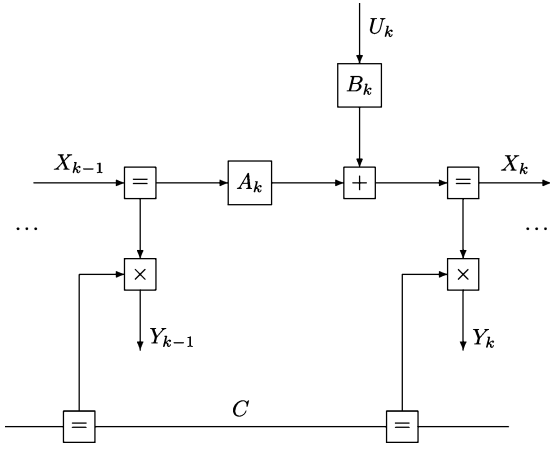 U_k
B_k
X_{k-1} = A_k + = X_k
... ...
× ×
Y_{k-1} Y_k
C
= =